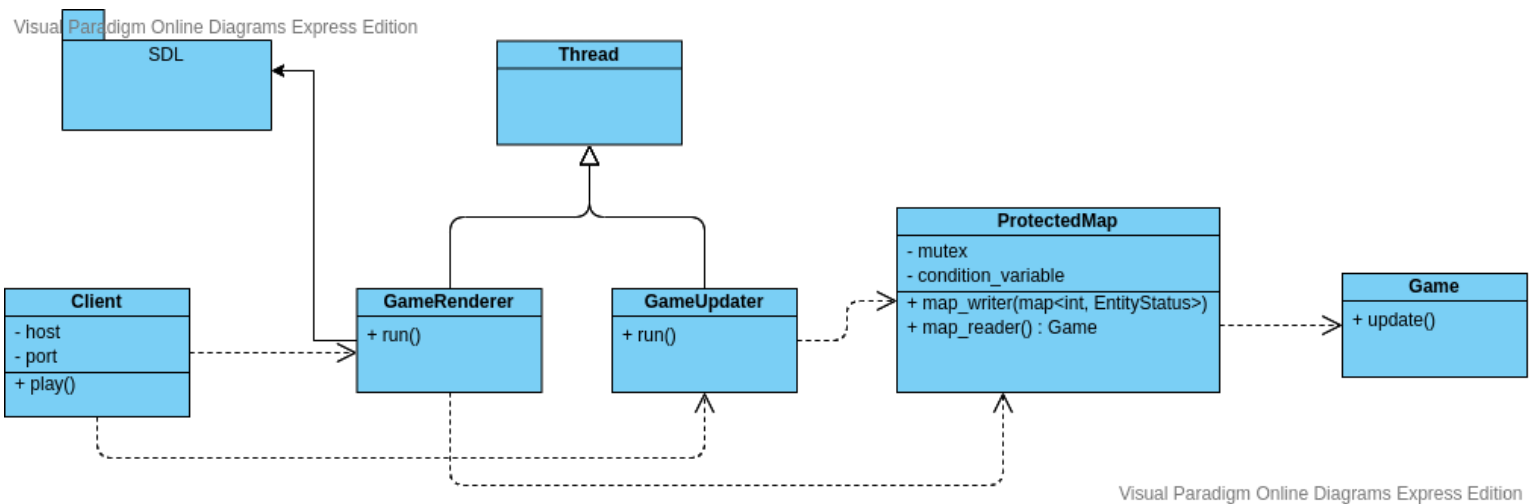 Visual Paradigm Online Diagrams Express Edition
SDL
Thread
Client
- host
- port
+ play()
GameRenderer
+ run()
GameUpdater
+ run()
ProtectedMap
- mutex
- condition_variable
+ map_writer(map<int, EntityStatus>)
+ map_reader() : Game
Game
+ update()
Visual Paradigm Online Diagrams Express Edition